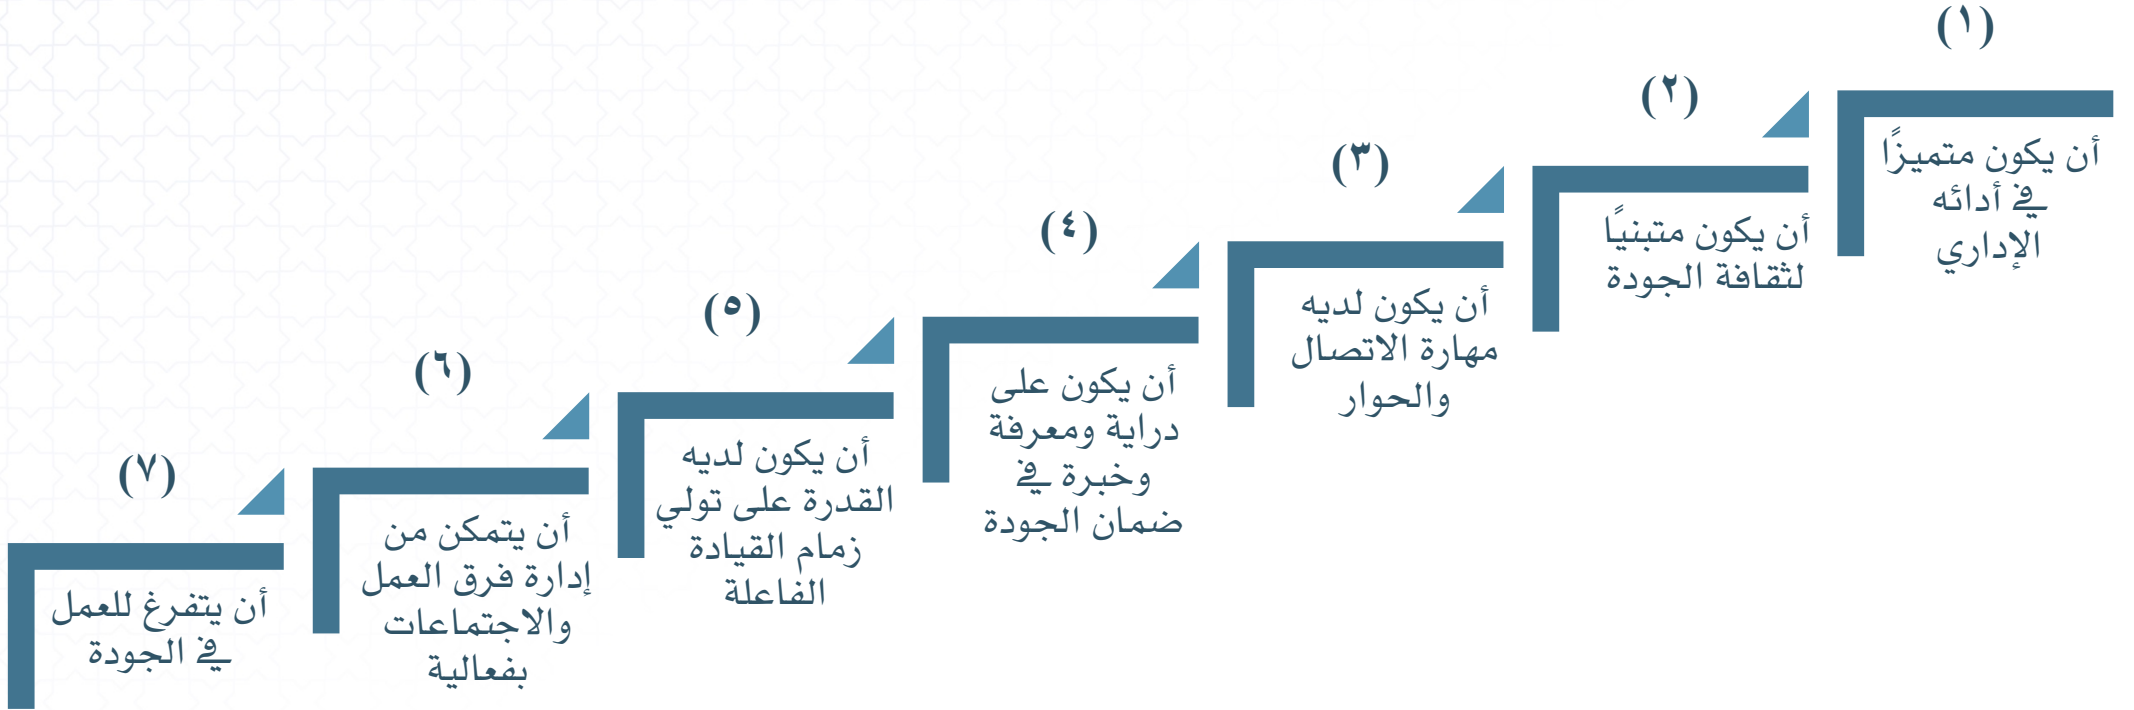 (١)
أن يكون متميزًا
في أدائه
الإداري
(٢)
أن يكون متبنيًا
لثقافة الجودة
(٣)
أن يكون لديه
مهارة الاتصال
والحوار
(٤)
أن يكون على
دراية ومعرفة
وخبرة في
ضمان الجودة
(٥)
أن يكون لديه
القدرة على تولي
زمام القيادة
الفاعلة
(٦)
أن يتمكن من
إدارة فرق العمل
والاجتماعات
بفعالية
(٧)
أن يتفرغ للعمل
في الجودة